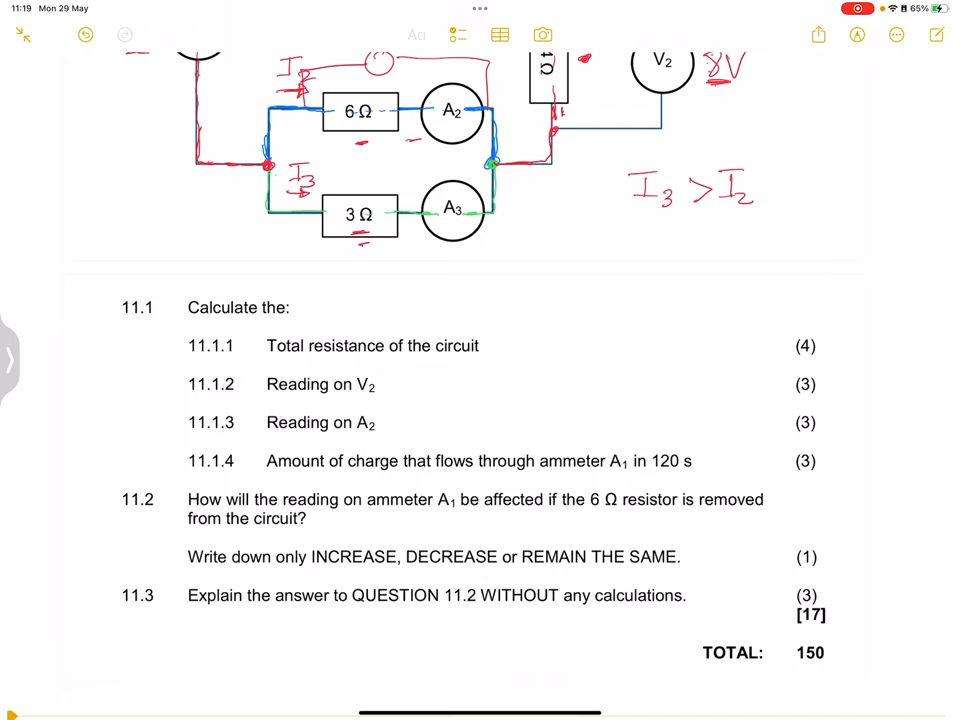 11:19 Mon 29 May
65%
Aa
I2
6 Ω
A2
Ω
V2
8V
I3
3 Ω
A3
I3 > I2
11.1 Calculate the:
11.1.1 Total resistance of the circuit (4)
11.1.2 Reading on V2 (3)
11.1.3 Reading on A2 (3)
11.1.4 Amount of charge that flows through ammeter A1 in 120 s (3)
11.2 How will the reading on ammeter A1 be affected if the 6 Ω resistor is removed
from the circuit?
Write down only INCREASE, DECREASE or REMAIN THE SAME. (1)
11.3 Explain the answer to QUESTION 11.2 WITHOUT any calculations. (3)
[17]
TOTAL: 150